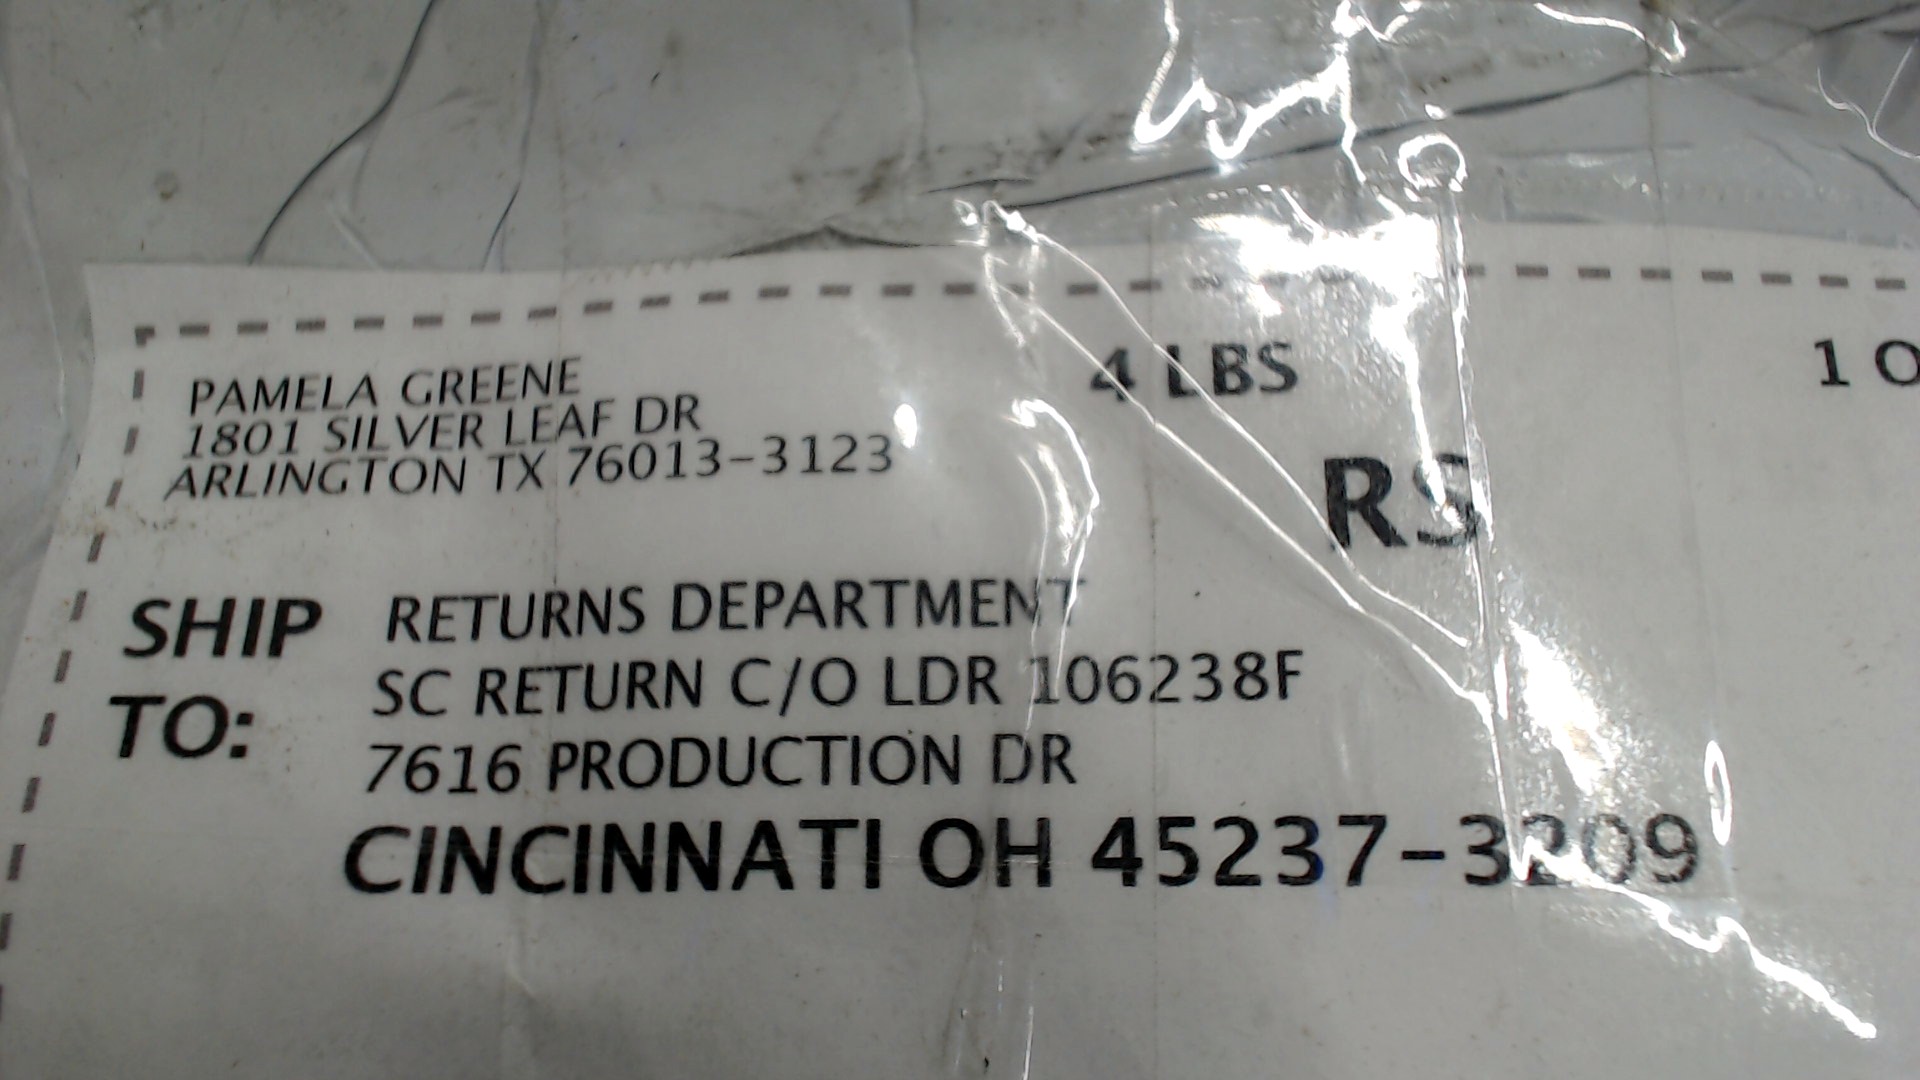 PAMELA GREENE
1801 SILVER LEAF DR
ARLINGTON TX 76013-3123
4 LBS
1 O
RS
SHIP TO:
RETURNS DEPARTMENT
SC RETURN C/O LDR 106238F
7616 PRODUCTION DR
CINCINNATI OH 45237-3209